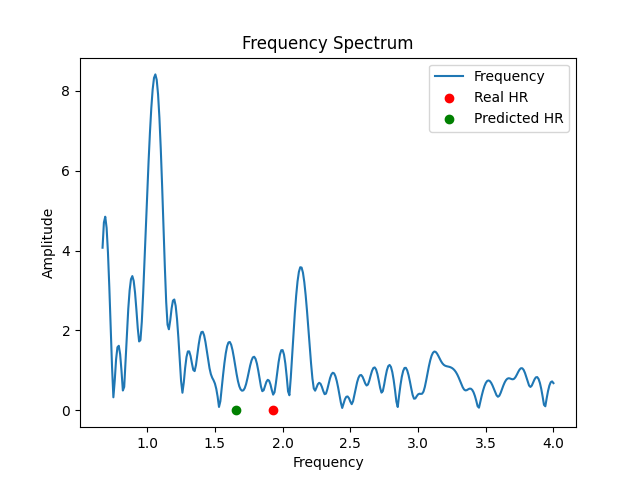 Frequency Spectrum
Frequency
Real HR
Predicted HR
Amplitude
8
6
4
2
0
1.0 1.5 2.0 2.5 3.0 3.5 4.0
Frequency